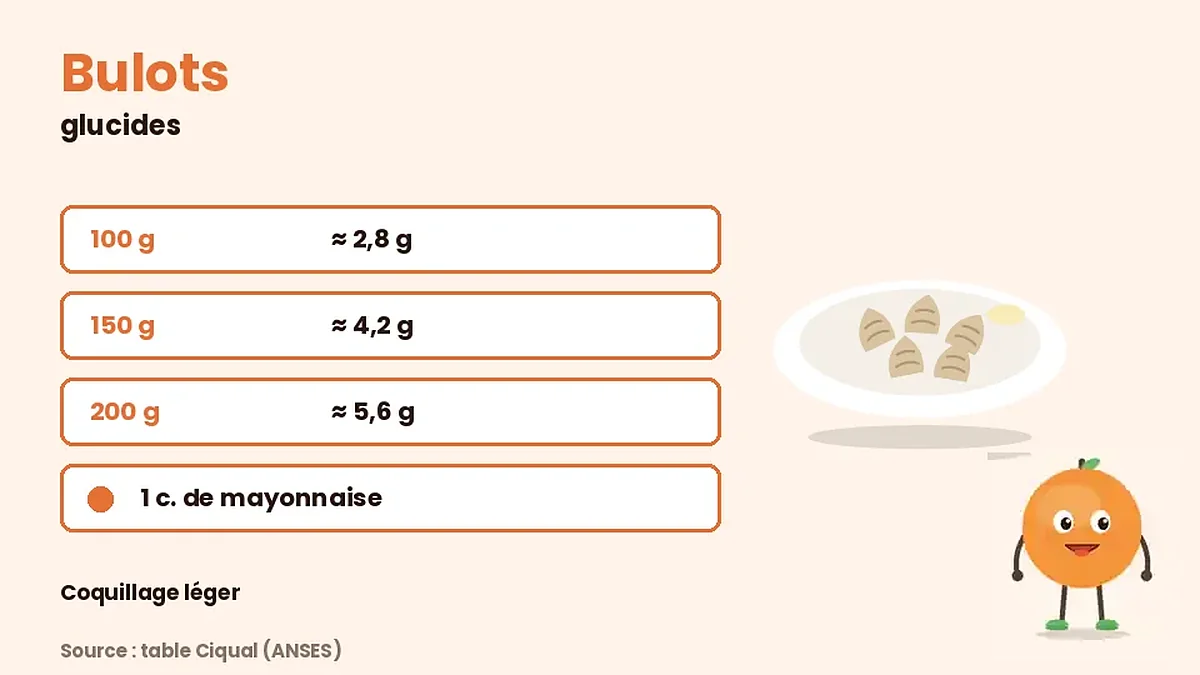 Bulots
glucides
100 g ≈ 2,8 g
150 g ≈ 4,2 g
200 g ≈ 5,6 g
1 c. de mayonnaise
Coquillage léger
Source : table Ciqual (ANSES)